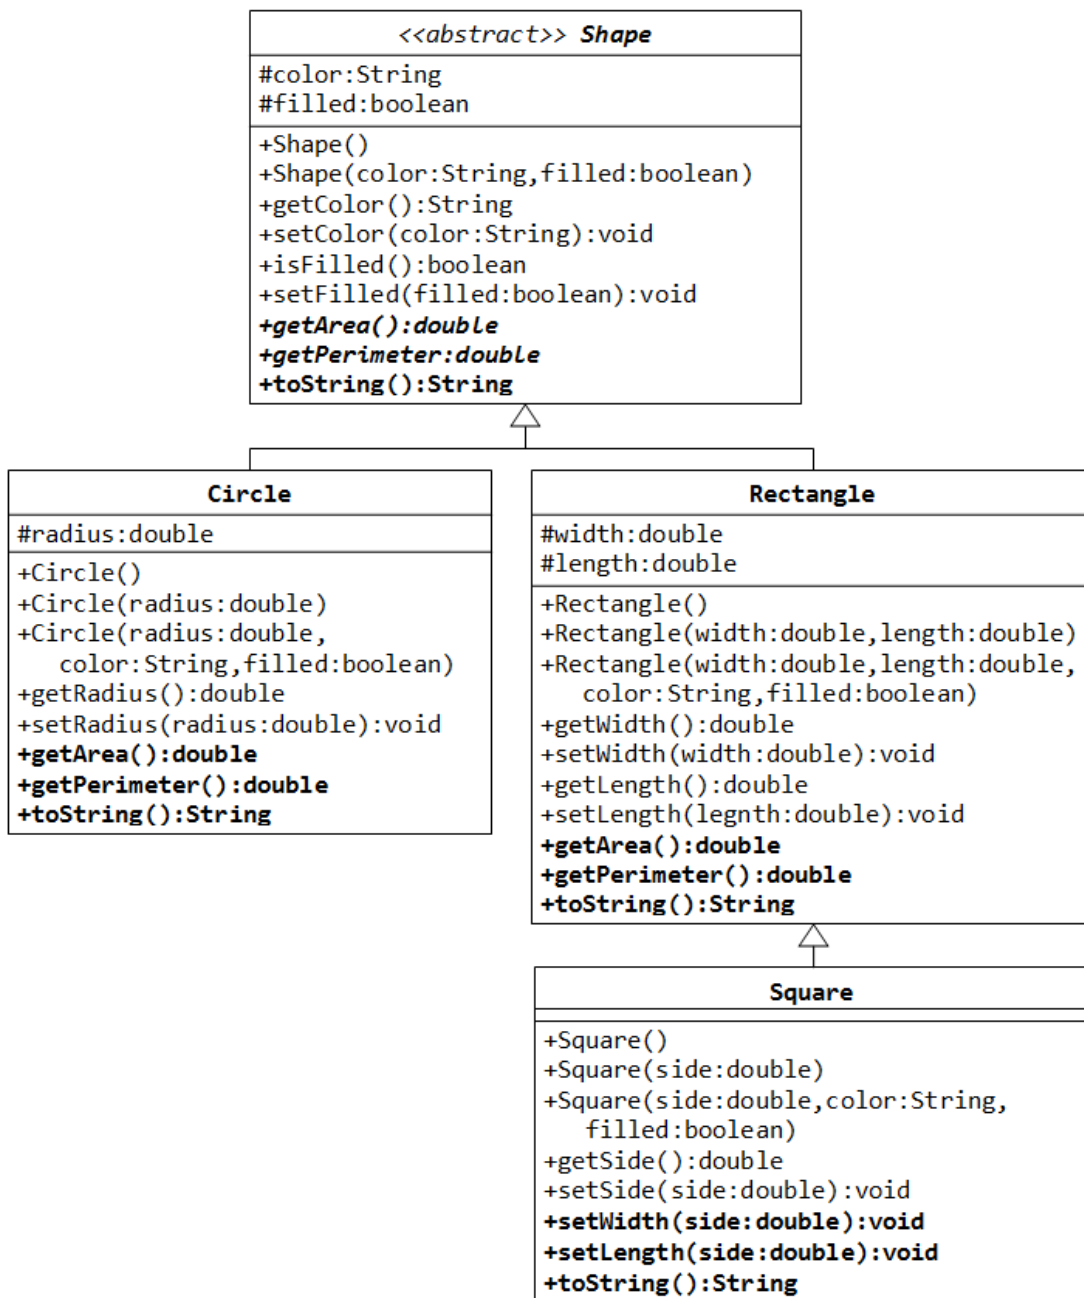 <<abstract>> Shape
#color:String
#filled:boolean
+Shape()
+Shape(color:String,filled:boolean)
+getColor():String
+setColor(color:String):void
+isFilled():boolean
+setFilled(filled:boolean):void
+getArea():double
+getPerimeter:double
+toString():String
Circle
#radius:double
+Circle()
+Circle(radius:double)
+Circle(radius:double,
color:String,filled:boolean)
+getRadius():double
+setRadius(radius:double):void
+getArea():double
+getPerimeter():double
+toString():String
Rectangle
#width:double
#length:double
+Rectangle()
+Rectangle(width:double,length:double)
+Rectangle(width:double,length:double,
color:String,filled:boolean)
+getWidth():double
+setWidth(width:double):void
+getLength():double
+setLength(legnth:double):void
+getArea():double
+getPerimeter():double
+toString():String
Square
+Square()
+Square(side:double)
+Square(side:double,color:String,
filled:boolean)
+getSide():double
+setSide(side:double):void
+setWidth(side:double):void
+setLength(side:double):void
+toString():String